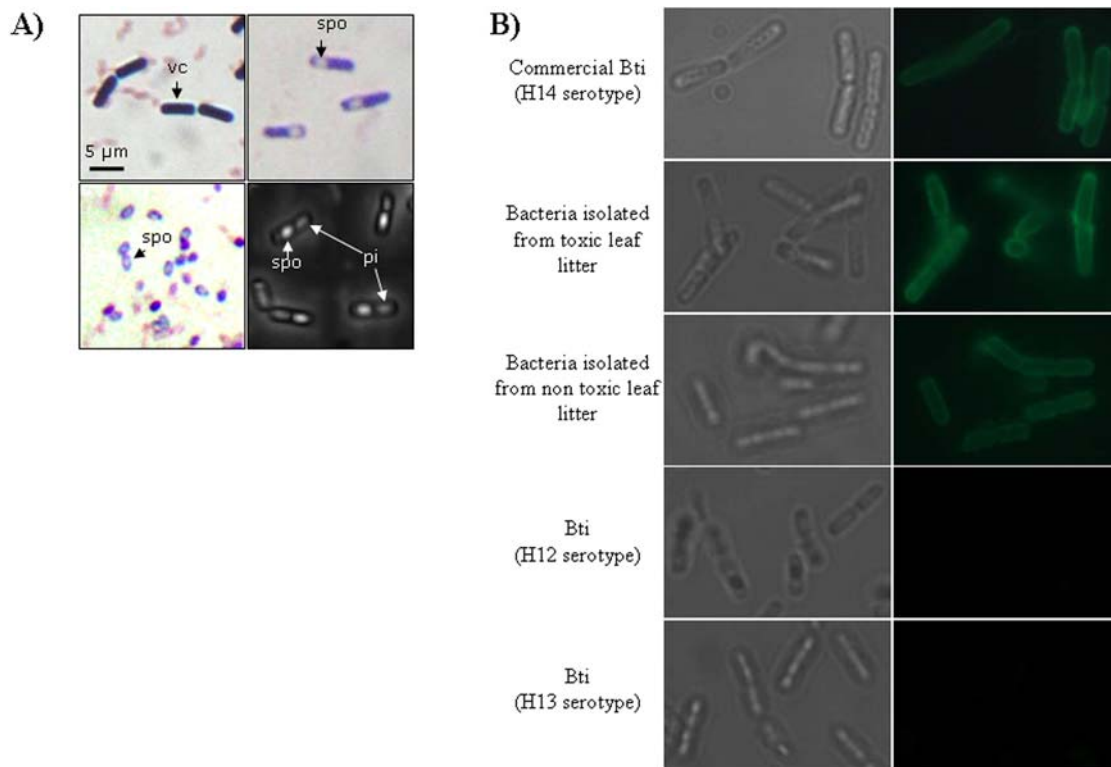 A)
spo
vc
5 µm
spo
spo
pi
B)
Commercial Bti
(H14 serotype)
Bacteria isolated
from toxic leaf
litter
Bacteria isolated
from non toxic leaf
litter
Bti
(H12 serotype)
Bti
(H13 serotype)